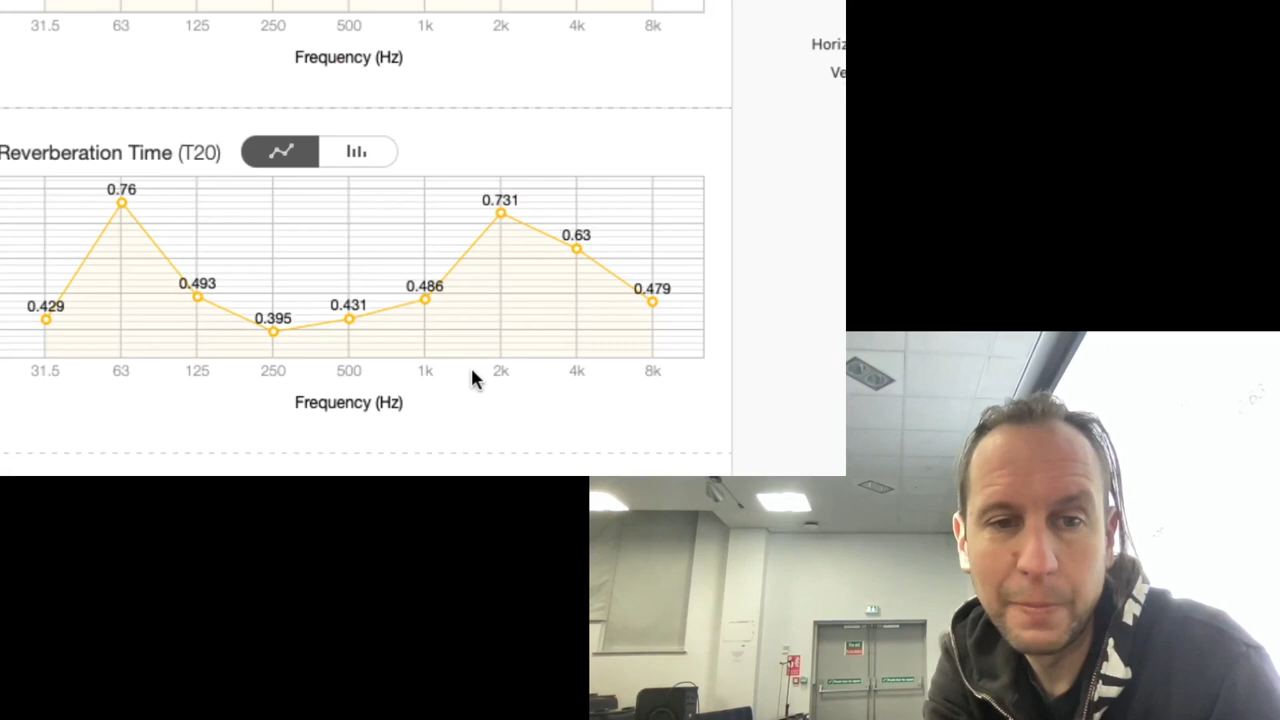 31.5 63 125 250 500 1k 2k 4k 8k
Frequency (Hz)
Reverberation Time (T20)
0.429 0.76 0.493 0.395 0.431 0.486 0.731 0.63 0.479
31.5 63 125 250 500 1k 2k 4k 8k
Frequency (Hz)